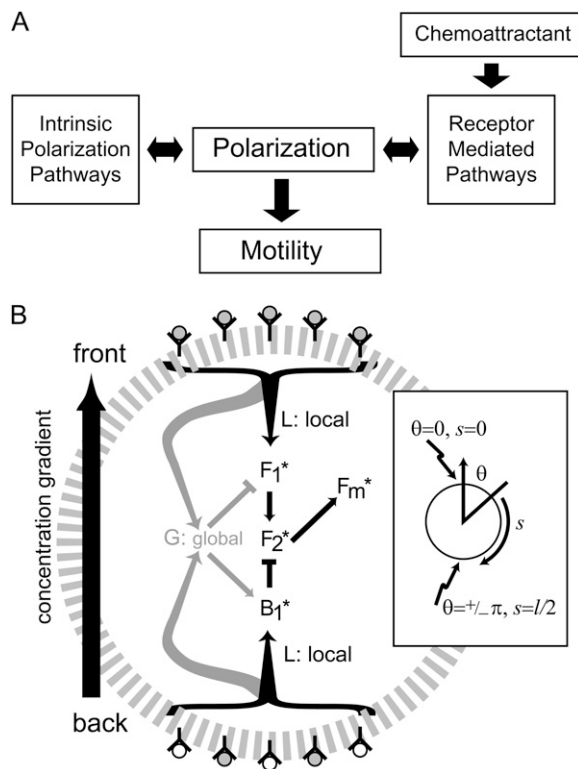 A
Chemoattractant
Intrinsic
Polarization
Pathways
Polarization
Receptor
Mediated
Pathways
Motility
B
front
concentration gradient
back
L: local
F1*
Fm*
G: global
F2*
B1*
L: local
θ=0, s=0
θ
s
θ=+/_π, s=l/2